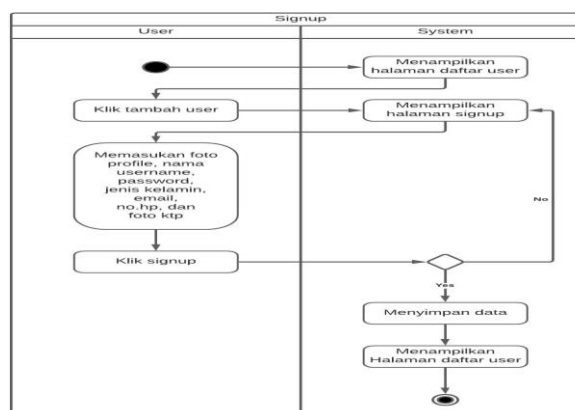 Signup
User
System
Menampilkan
halaman daftar user
Klik tambah user
Menampilkan
halaman signup
Memasukan foto
profile, nama
username,
password,
jenis kelamin,
email,
no.hp, dan
foto ktp
No
Klik signup
Yes
Menyimpan data
Menampilkan
Halaman daftar user